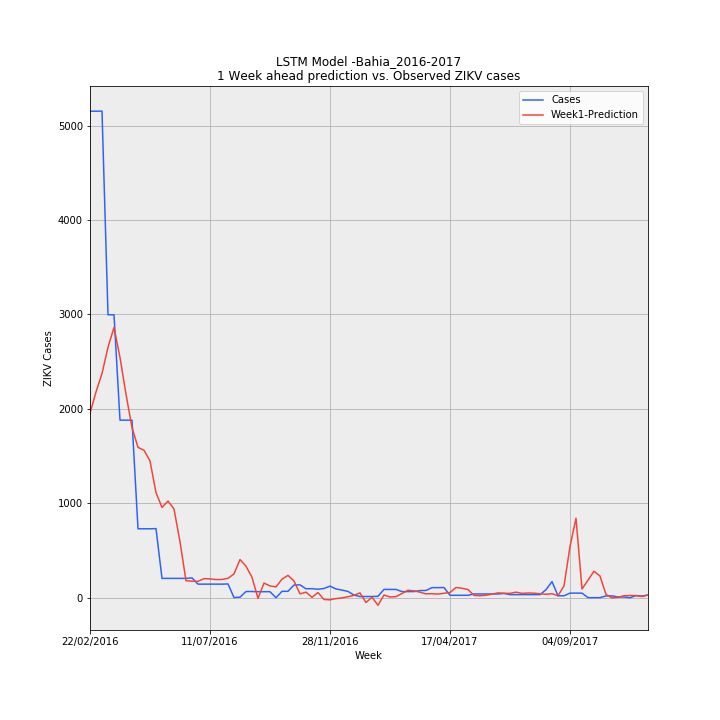 LSTM Model -Bahia_2016-2017
1 Week ahead prediction vs. Observed ZIKV cases
Cases
Week1-Prediction
ZIKV Cases
5000
4000
3000
2000
1000
0
22/02/2016 11/07/2016 28/11/2016 17/04/2017 04/09/2017
Week